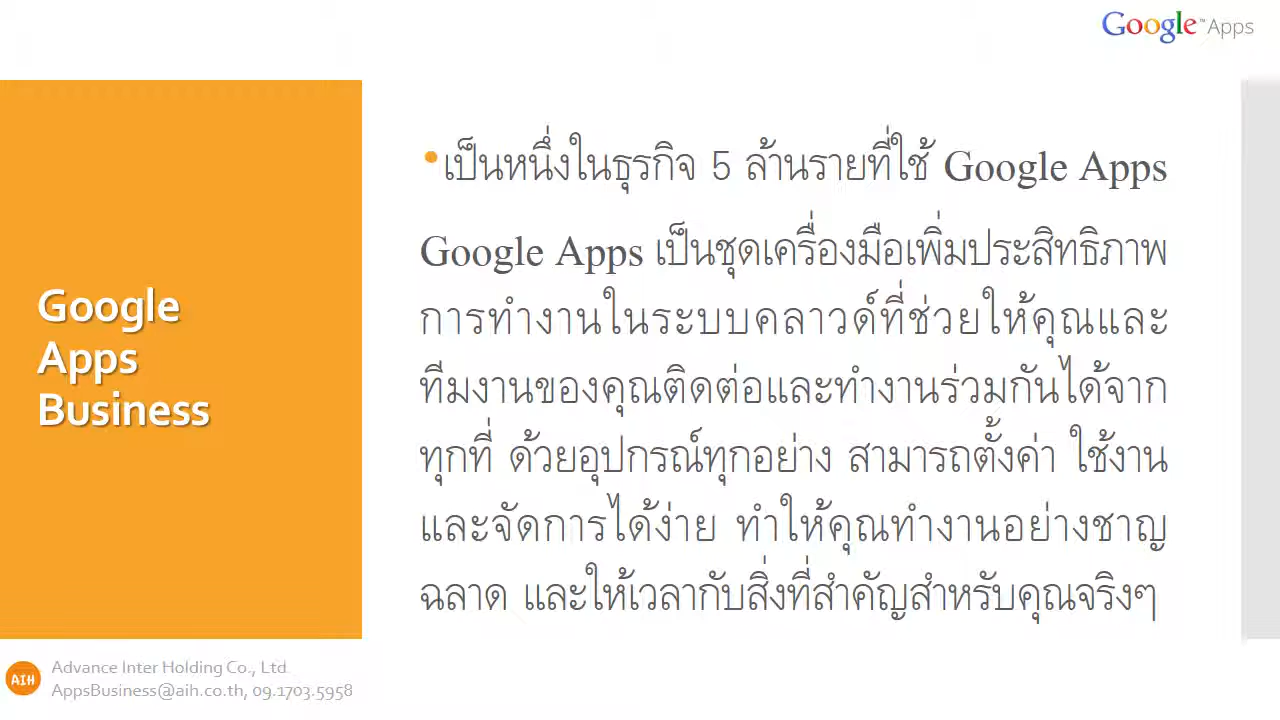 Google™ Apps
Google
Apps
Business
•เป็นหนึ่งในธุรกิจ 5 ล้านรายที่ใช้ Google Apps
Google Apps เป็นชุดเครื่องมือเพิ่มประสิทธิภาพ
การทำงานในระบบคลาวด์ที่ช่วยให้คุณและ
ทีมงานของคุณติดต่อและทำงานร่วมกันได้จาก
ทุกที่ ด้วยอุปกรณ์ทุกอย่าง สามารถตั้งค่า ใช้งาน
และจัดการได้ง่าย ทำให้คุณทำงานอย่างชาญ
ฉลาด และให้เวลากับสิ่งที่สำคัญสำหรับคุณจริงๆ
AIH
Advance Inter Holding Co., Ltd.
AppsBusiness@aih.co.th, 09.1703.5958